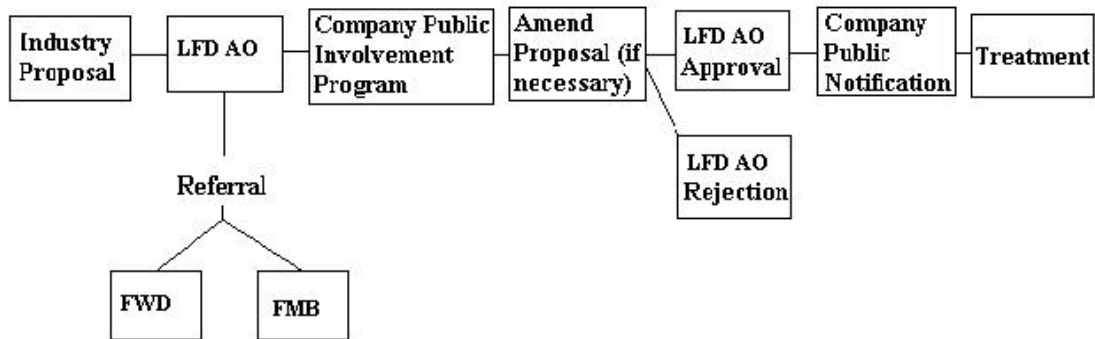 Industry
Proposal
LFD AO
Company Public
Involvement
Program
Amend
Proposal (if
necessary)
LFD AO
Approval
Company
Public
Notification
Treatment
LFD AO
Rejection
Referral
FWD
FMB